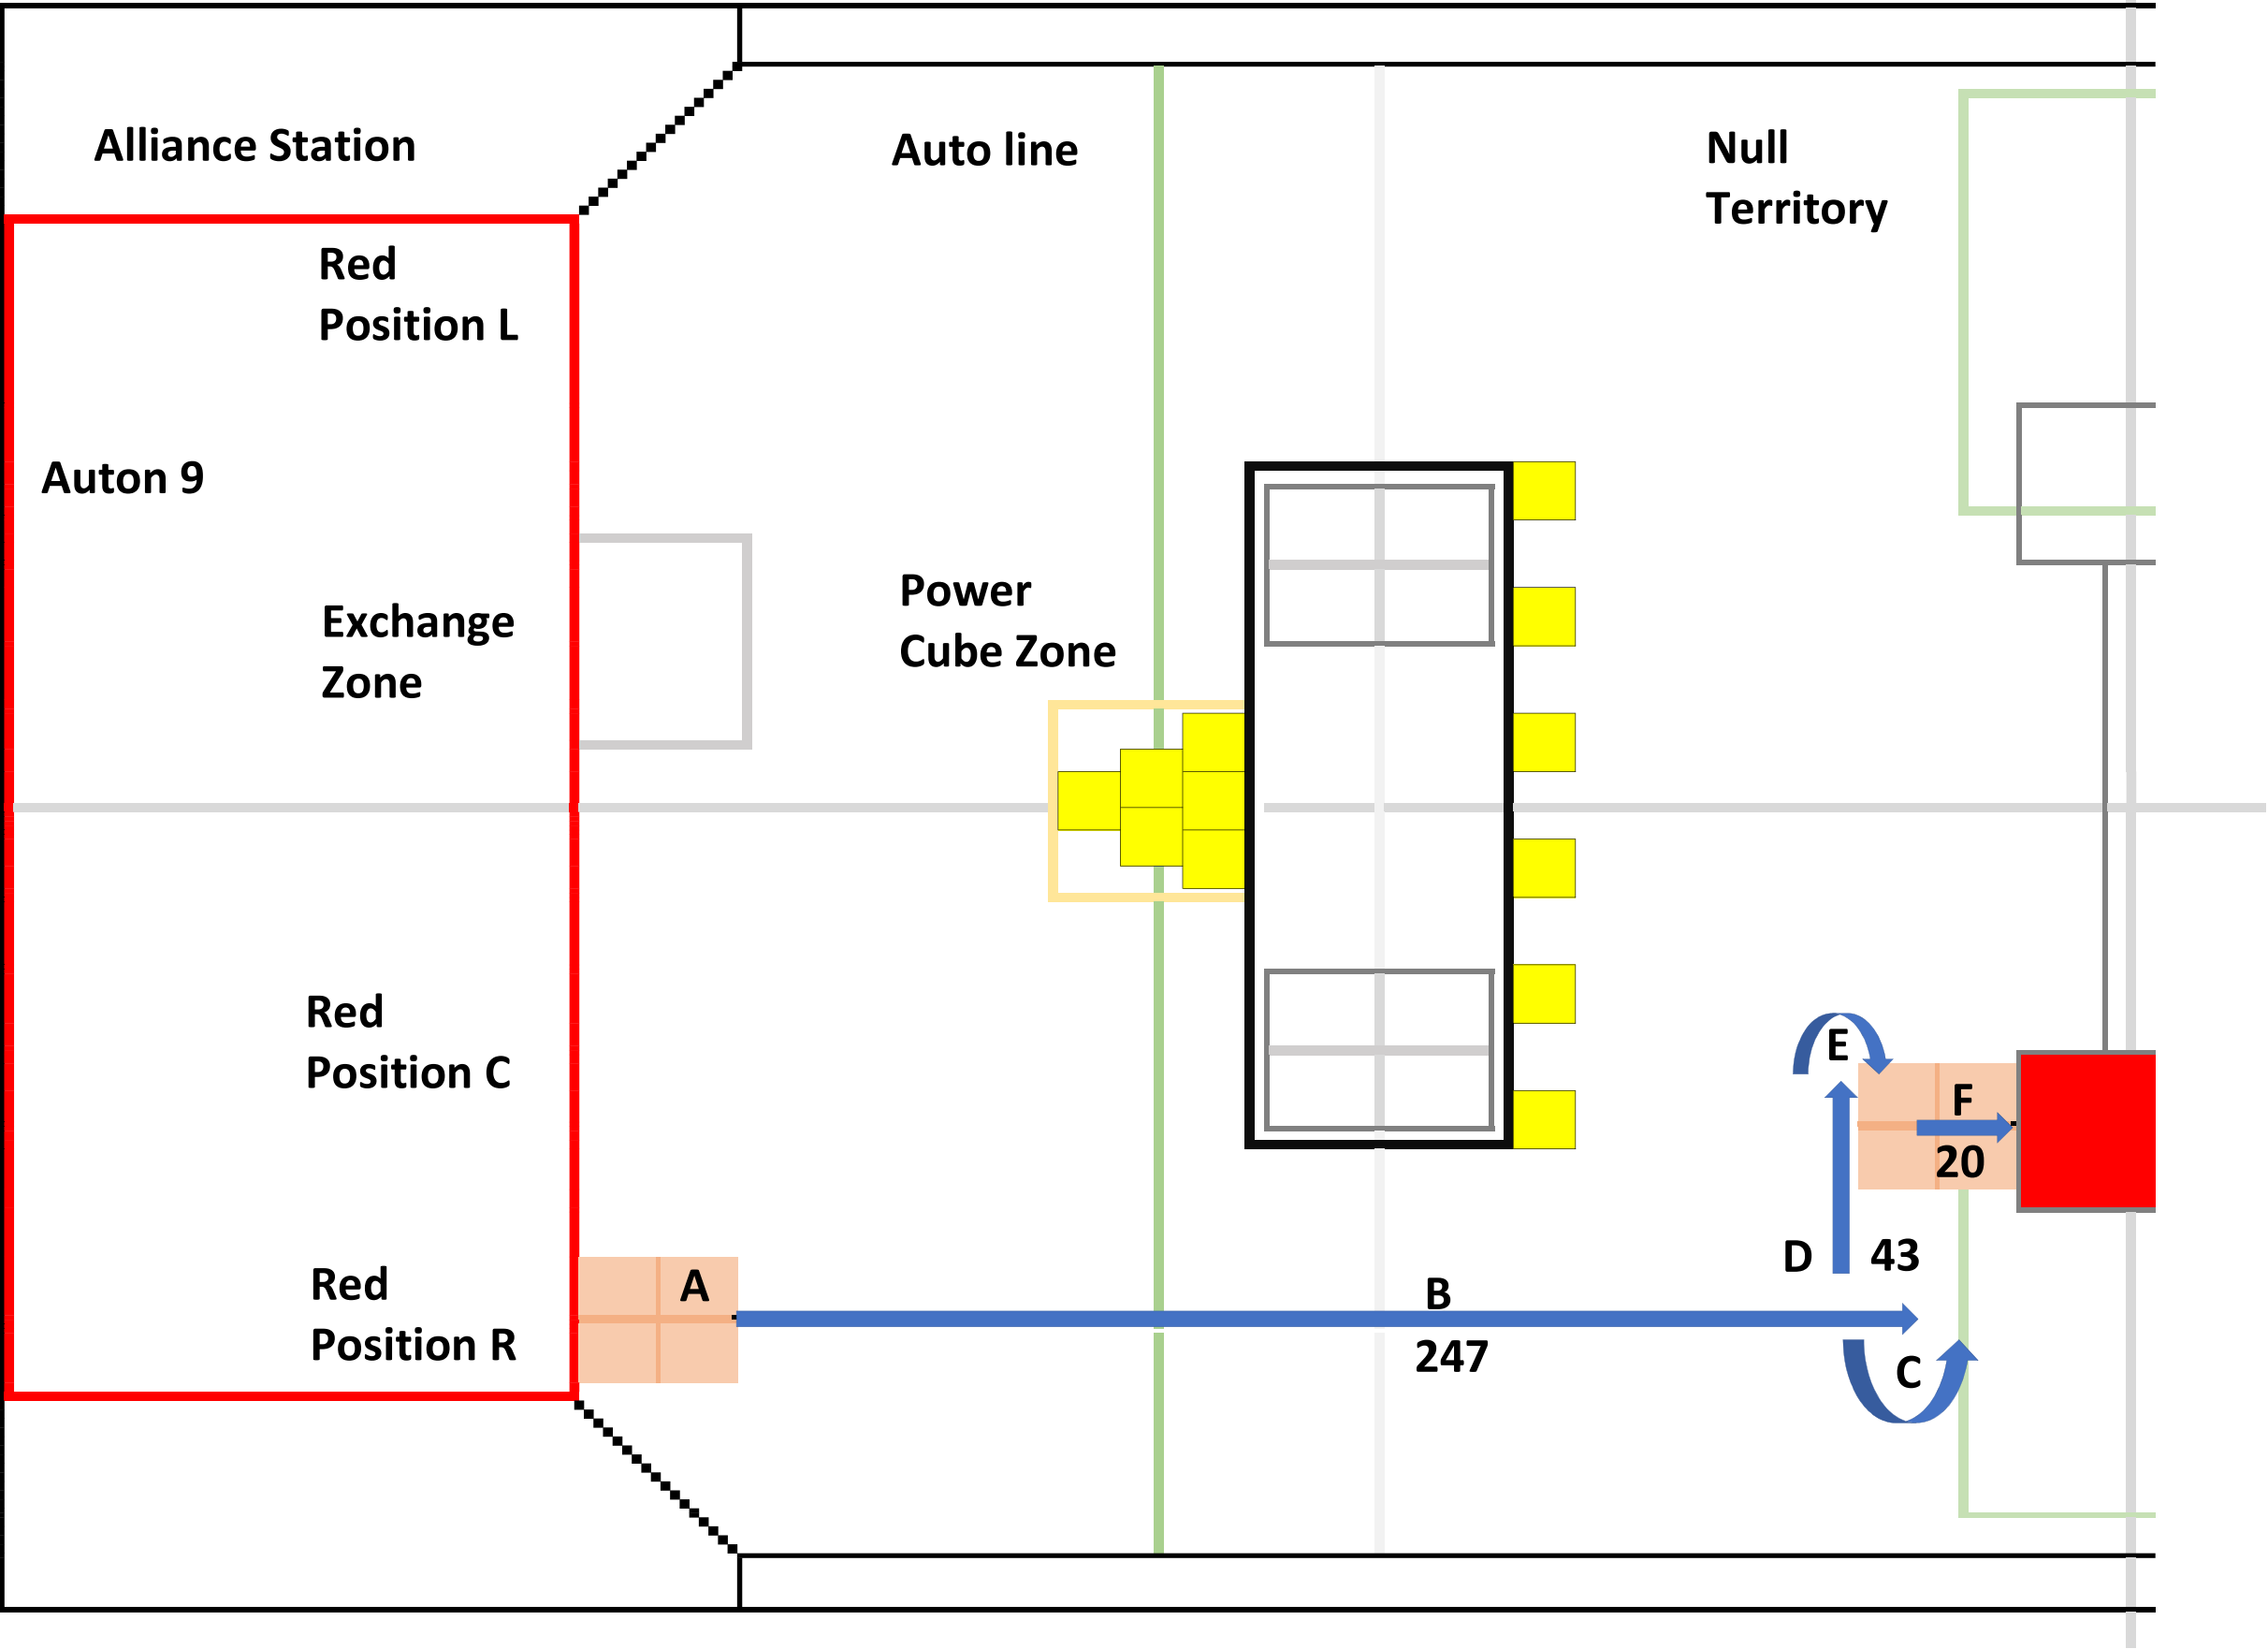 Alliance Station
Auto line
Null
Territory
Red
Position L
Auton 9
Exchange
Zone
Power
Cube Zone
Red
Position C
E
F
20
D
43
Red
Position R
A
B
247
C